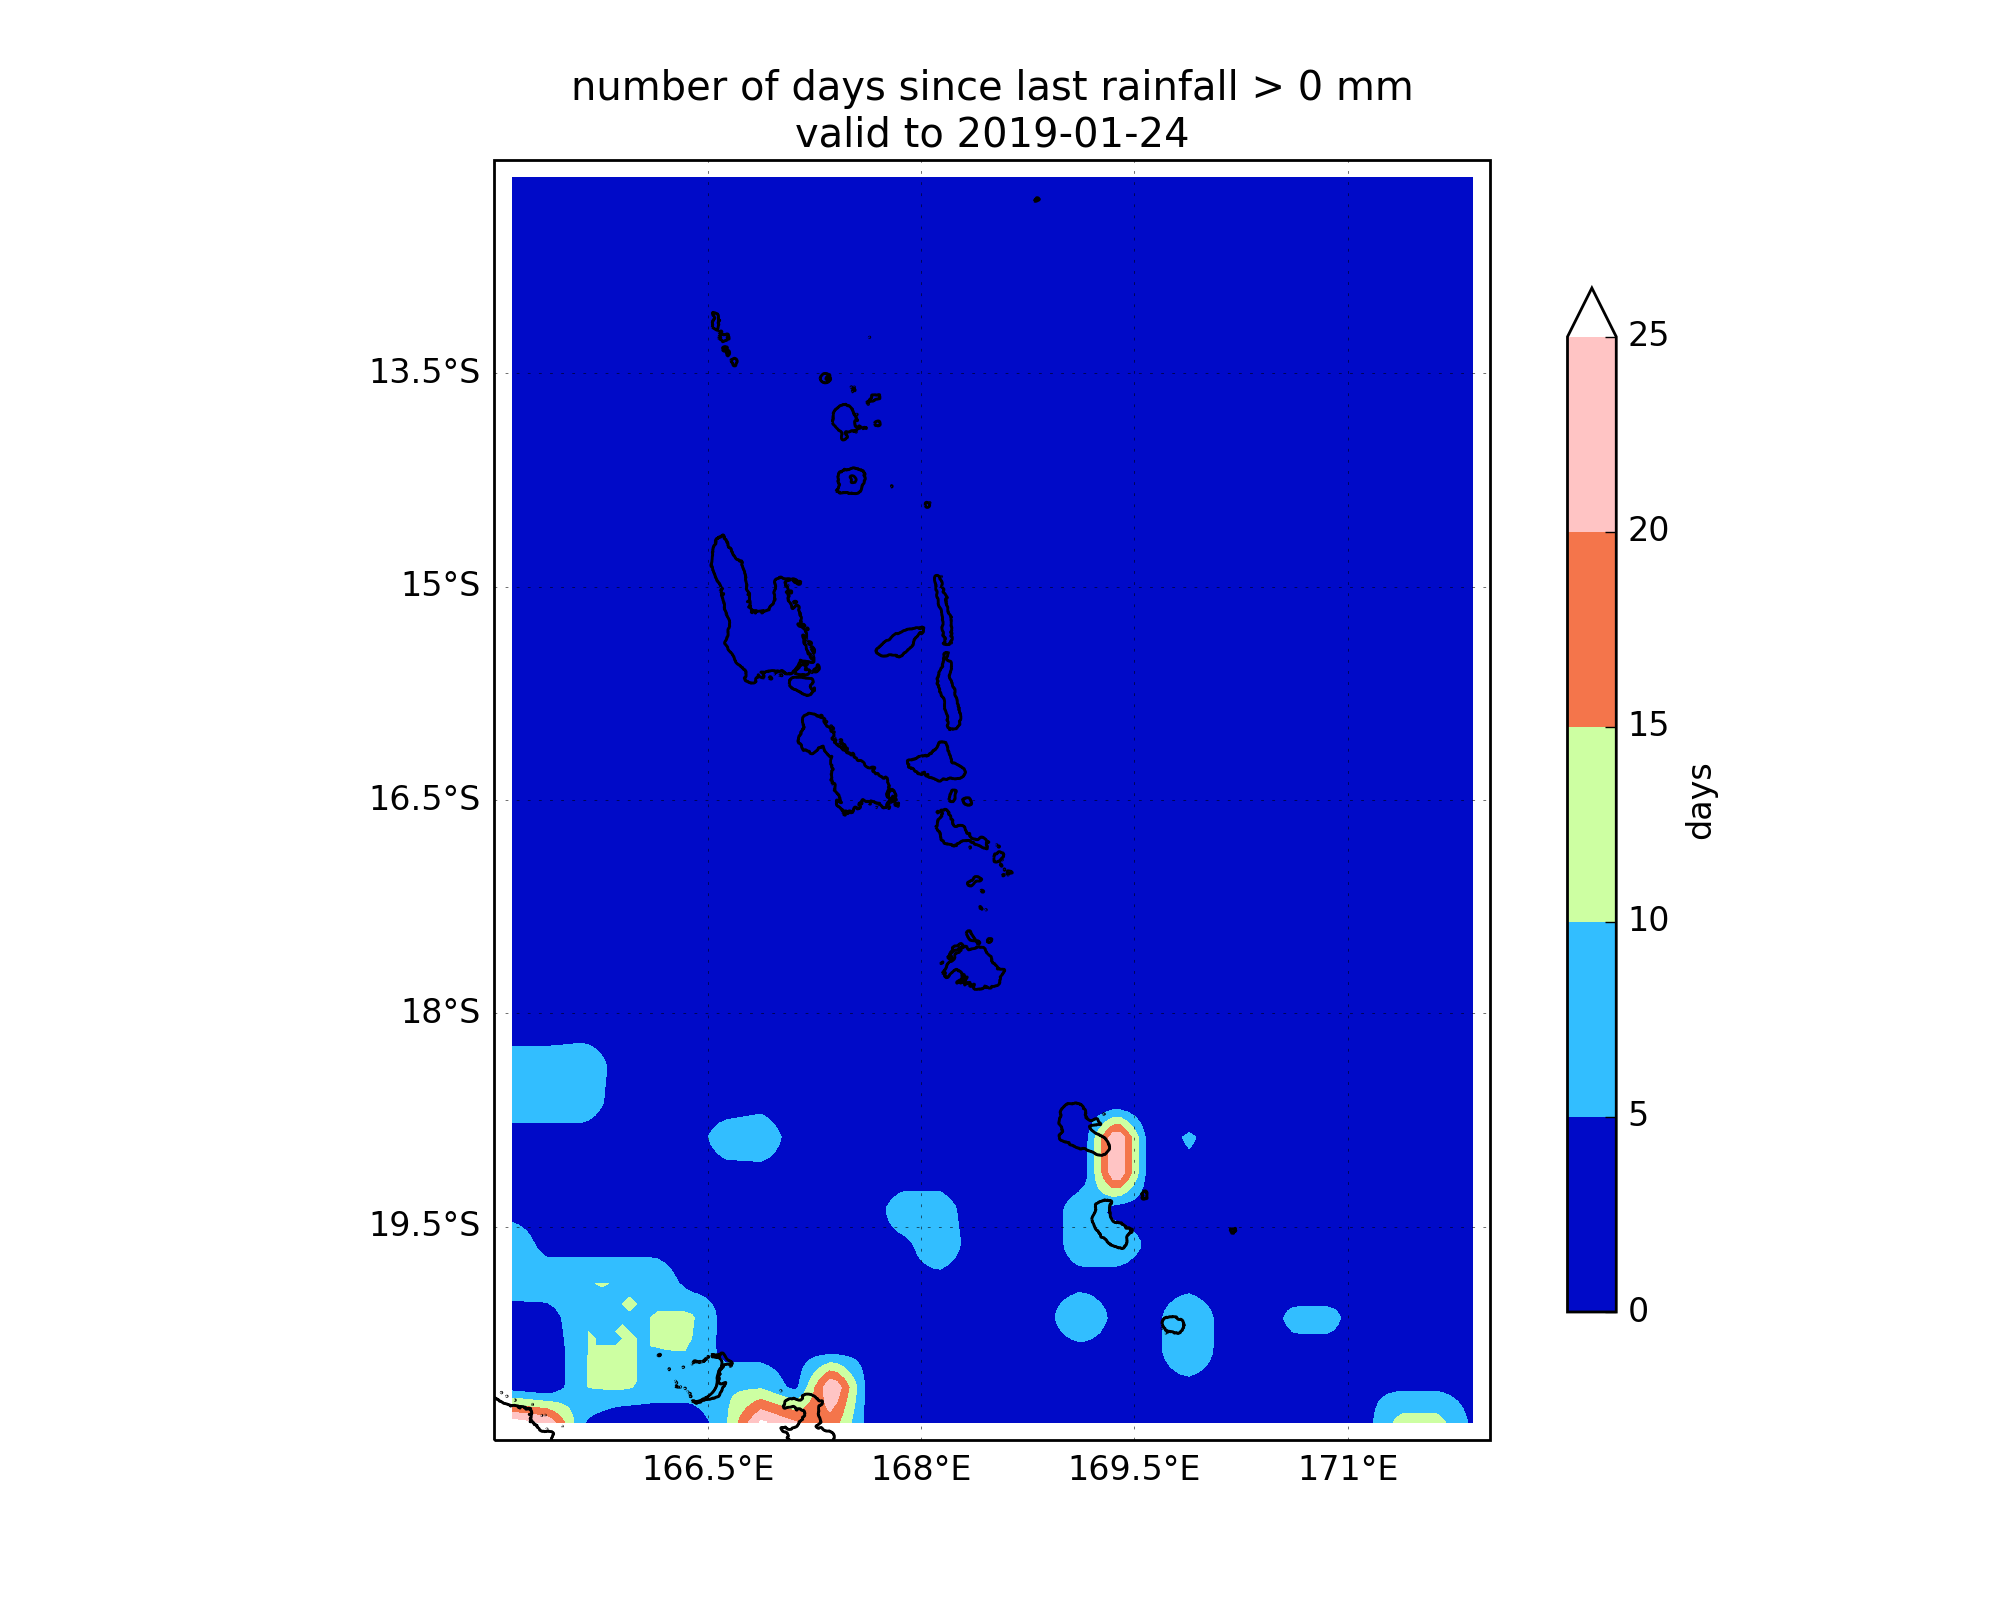 number of days since last rainfall > 0 mm
valid to 2019-01-24
13.5°S
15°S
16.5°S
18°S
19.5°S
166.5°E
168°E
169.5°E
171°E
25
20
15
10
5
0
days